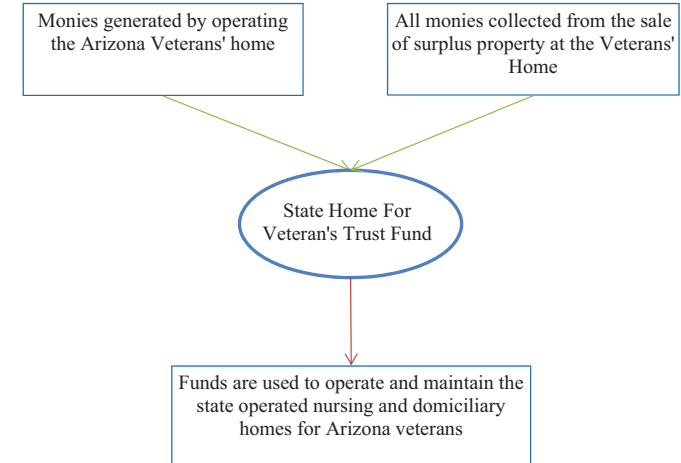 Monies generated by operating
the Arizona Veterans' home
All monies collected from the sale
of surplus property at the Veterans'
Home
State Home For
Veteran's Trust Fund
Funds are used to operate and maintain the
state operated nursing and domiciliary
homes for Arizona veterans